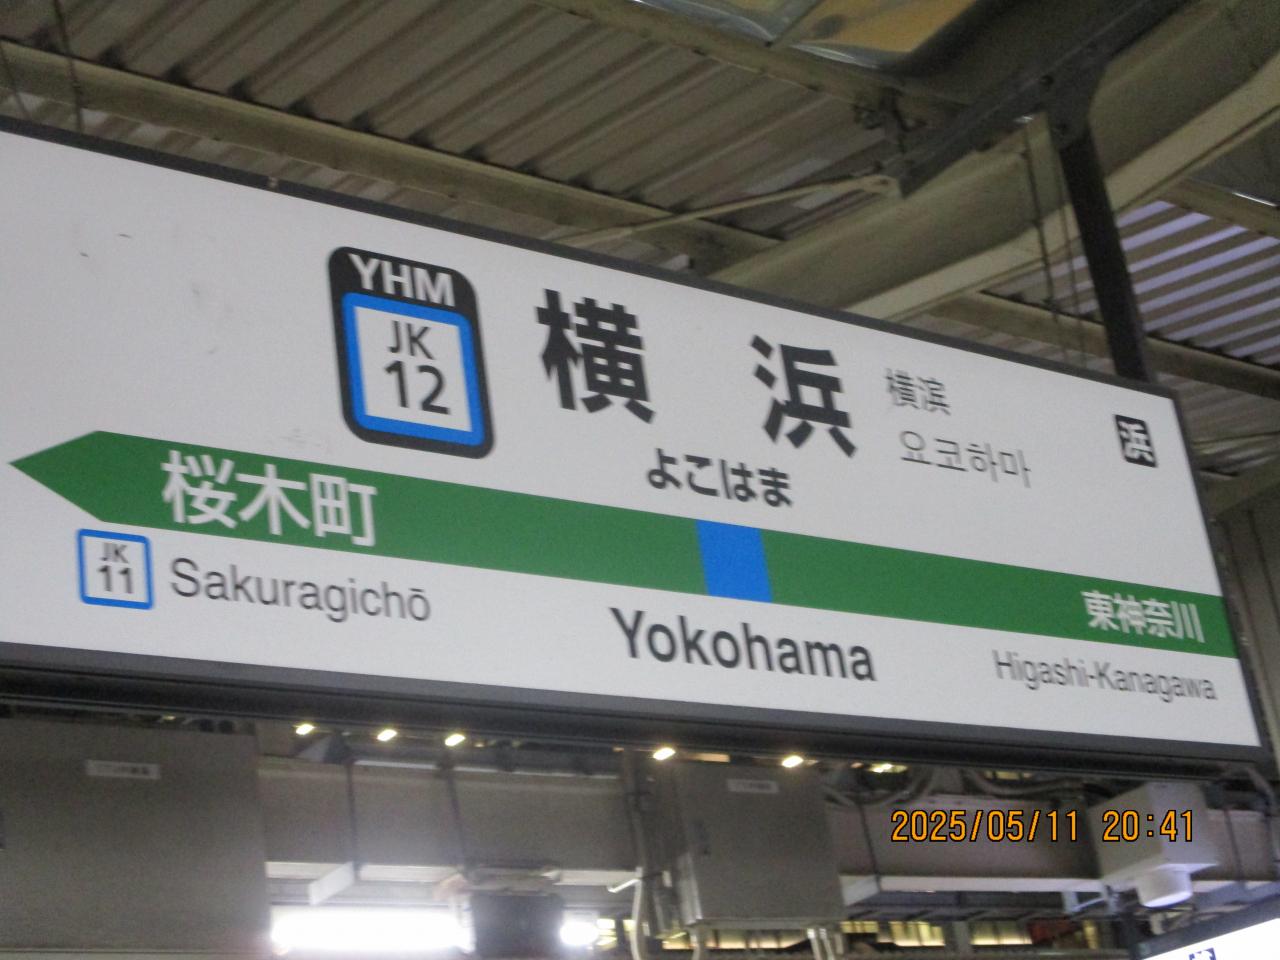 YHM
JK
12
横浜
横滨
요코하마
浜
よこはま
桜木町
東神奈川
JK
11
Sakuragichō
Yokohama
Higashi-Kanagawa
2025/05/11 20:41